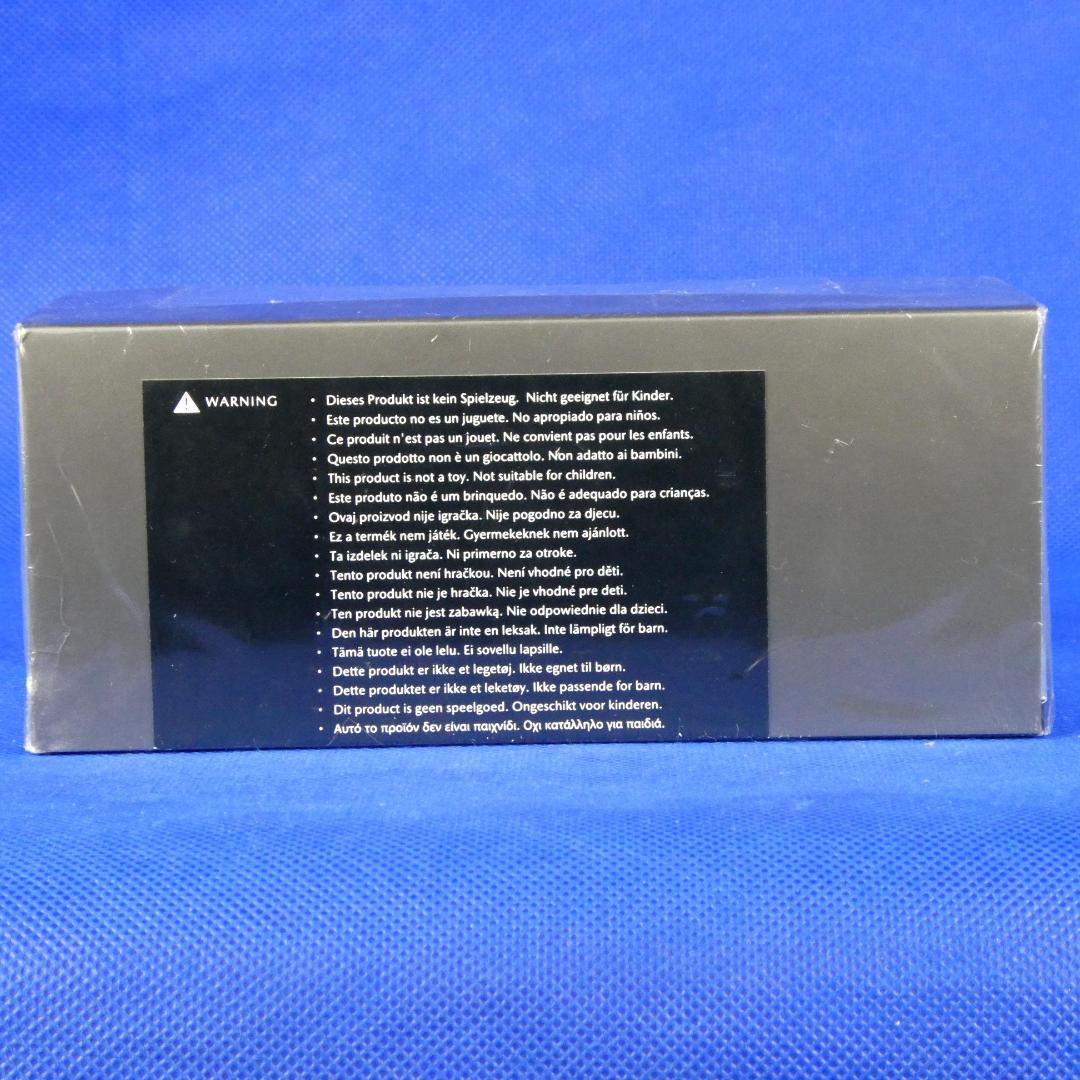 WARNING
• Dieses Produkt ist kein Spielzeug. Nicht geeignet für Kinder.
• Este producto no es un juguete. No apropiado para niños.
• Ce produit n'est pas un jouet. Ne convient pas pour les enfants.
• Questo prodotto non è un giocattolo. Non adatto ai bambini.
• This product is not a toy. Not suitable for children.
• Este produto não é um brinquedo. Não é adequado para crianças.
• Ovaj proizvod nije igračka. Nije pogodno za djecu.
• Ez a termék nem játék. Gyermekeknek nem ajánlott.
• Ta izdelek ni igrača. Ni primerno za otroke.
• Tento produkt není hračkou. Není vhodné pro děti.
• Tento produkt nie je hračka. Nie je vhodné pre deti.
• Ten produkt nie jest zabawką. Nie odpowiednie dla dzieci.
• Den här produkten är inte en leksak. Inte lämpligt för barn.
• Tämä tuote ei ole lelu. Ei sovellu lapsille.
• Dette produkt er ikke et legetøj. Ikke egnet til børn.
• Dette produktet er ikke et leketøy. Ikke passende for barn.
• Dit product is geen speelgoed. Ongeschikt voor kinderen.
• Αυτό το προϊόν δεν είναι παιχνίδι. Οχι κατάλληλο για παιδιά.